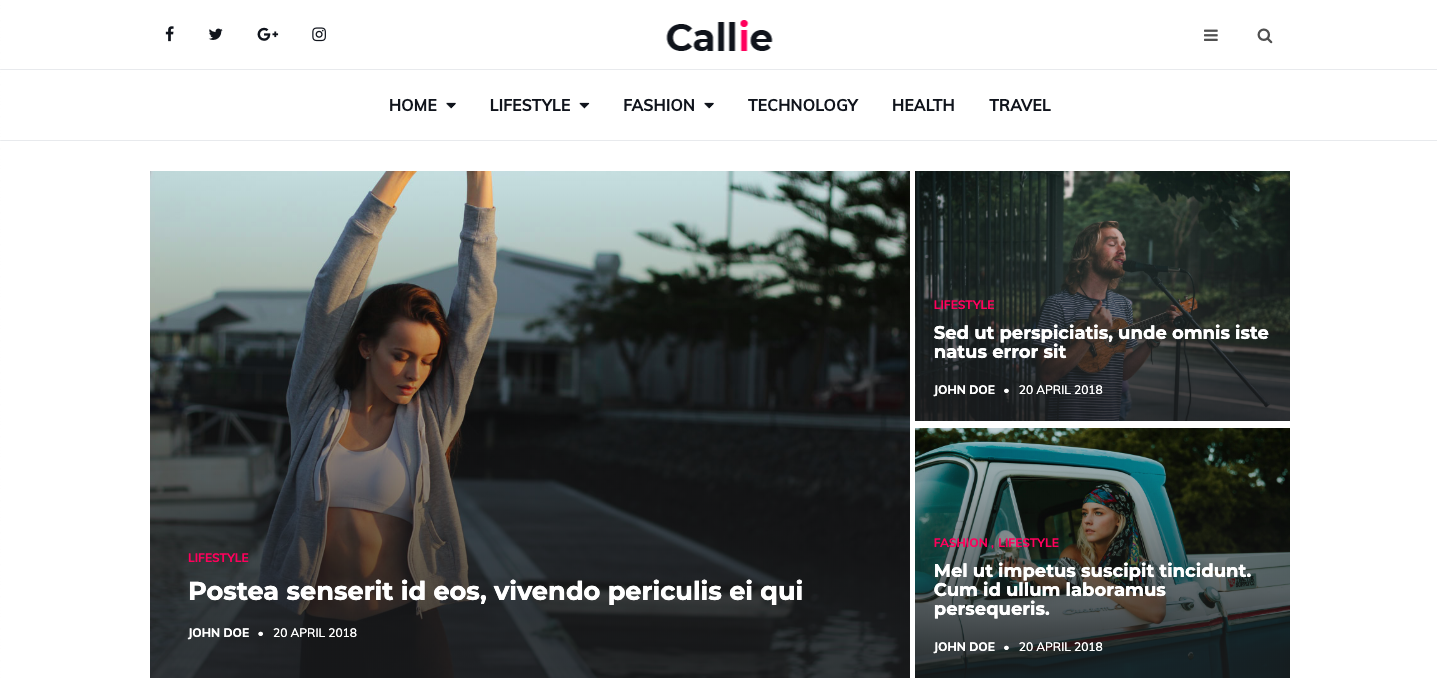 Callie
HOME
LIFESTYLE
FASHION
TECHNOLOGY
HEALTH
TRAVEL
LIFESTYLE
Postea senserit id eos, vivendo periculis ei qui
JOHN DOE • 20 APRIL 2018
LIFESTYLE
Sed ut perspiciatis, unde omnis iste
natus error sit
JOHN DOE • 20 APRIL 2018
FASHION , LIFESTYLE
Mel ut impetus suscipit tincidunt.
Cum id ullum laboramus
persequeris.
JOHN DOE • 20 APRIL 2018